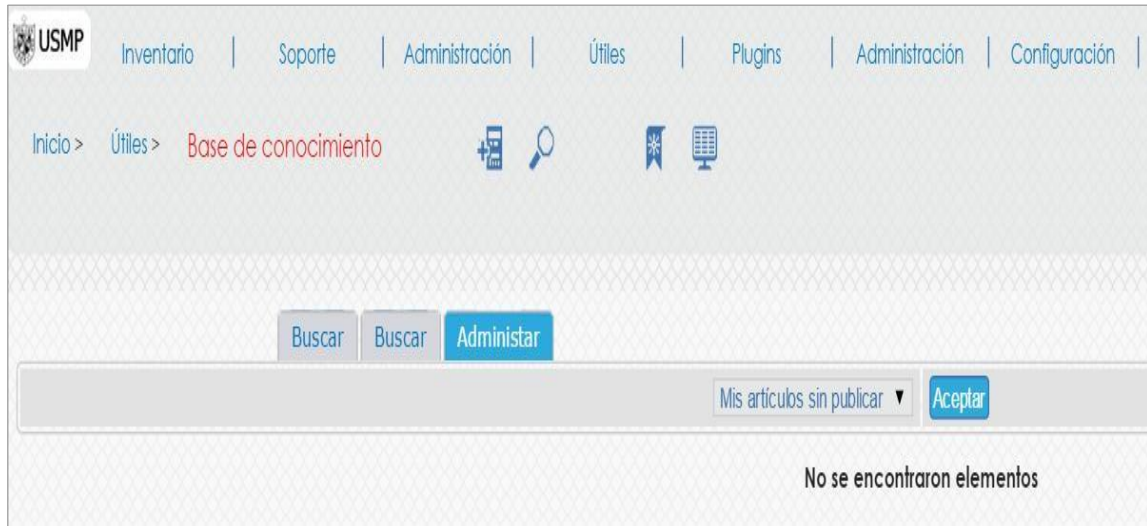 USMP
Inventario | Soporte | Administración | Útiles | Plugins | Administración | Configuración |
Inicio > Útiles > Base de conocimiento
Buscar Buscar Administar
Mis artículos sin publicar ▼ Aceptar
No se encontraron elementos